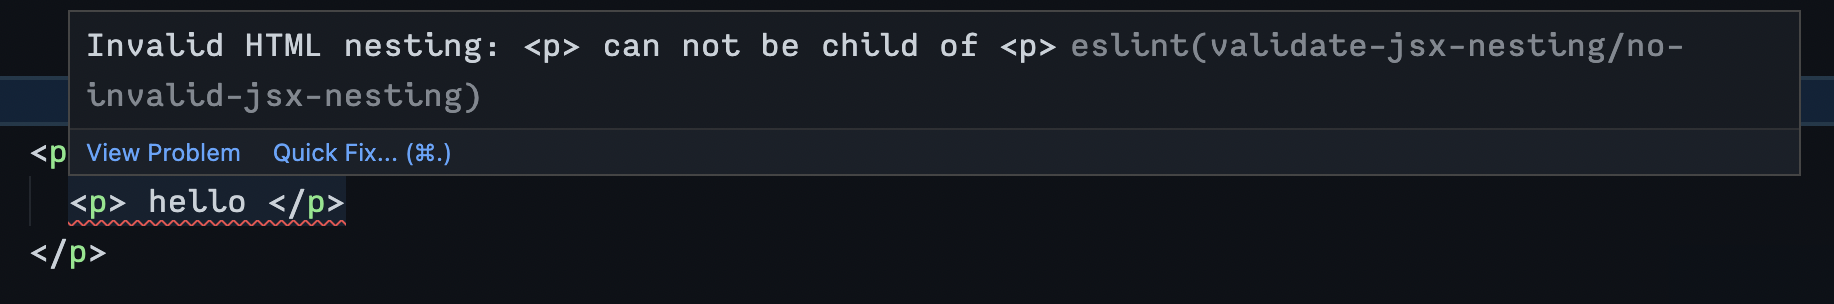 Invalid HTML nesting: <p> can not be child of <p> eslint(validate-jsx-nesting/no-
invalid-jsx-nesting)
View Problem Quick Fix... (⌘.)
<p
<p> hello </p>
</p>